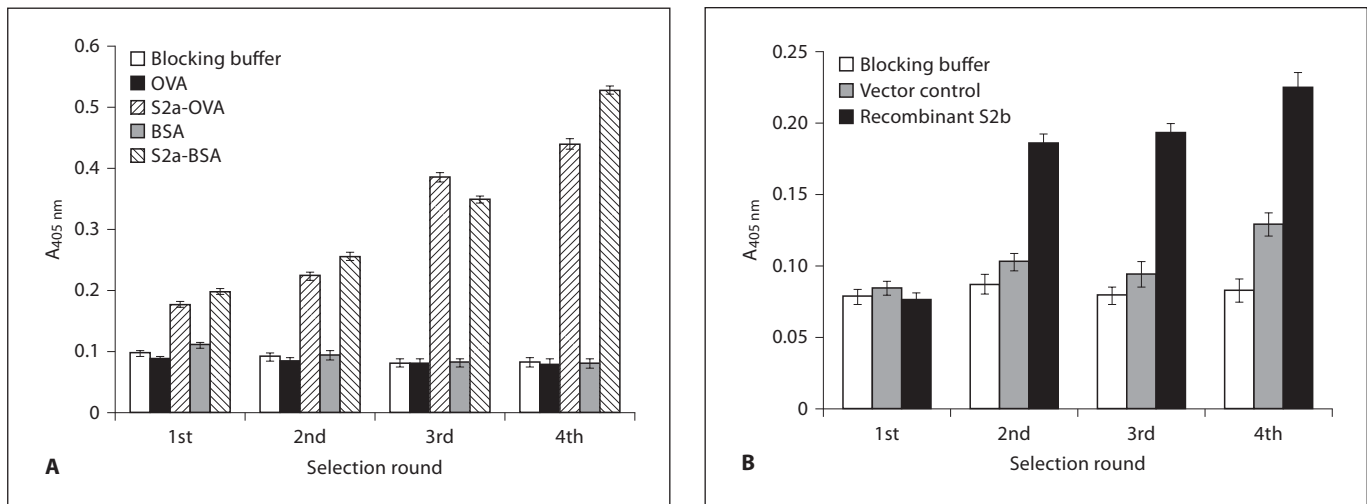 0.6
0.5
0.4
0.3
0.2
0.1
0
A405 nm
Blocking buffer
OVA
S2a-OVA
BSA
S2a-BSA
1st 2nd 3rd 4th
A
Selection round
0.25
0.20
0.15
0.10
0.05
0
A405 nm
Blocking buffer
Vector control
Recombinant S2b
1st 2nd 3rd 4th
B
Selection round